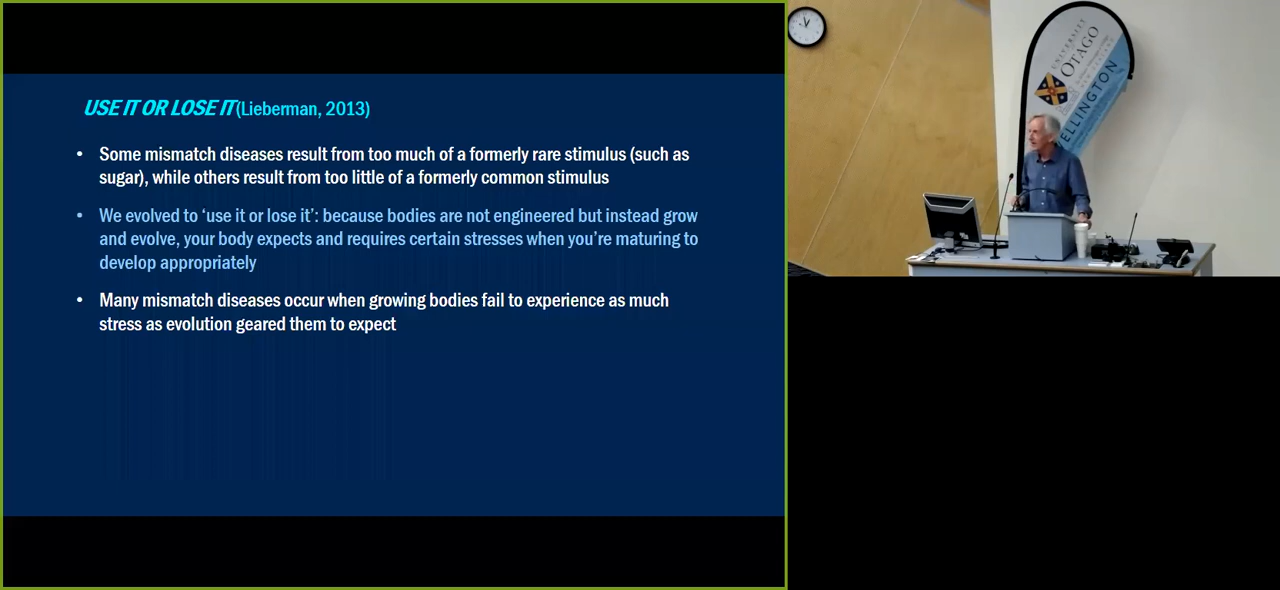 USE IT OR LOSE IT (Lieberman, 2013)
• Some mismatch diseases result from too much of a formerly rare stimulus (such as
sugar), while others result from too little of a formerly common stimulus
• We evolved to ‘use it or lose it’: because bodies are not engineered but instead grow
and evolve, your body expects and requires certain stresses when you’re maturing to
develop appropriately
• Many mismatch diseases occur when growing bodies fail to experience as much
stress as evolution geared them to expect
UNIVERSITY
OTAGO
ELLINGTON